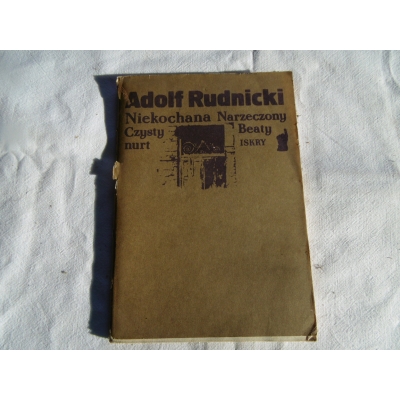 Adolf Rudnicki
Niekochana Narzeczony
Czysty Beaty
nurt ISKRY